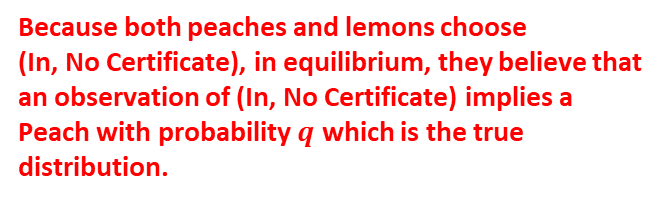 Because both peaches and lemons choose
(In, No Certificate), in equilibrium, they believe that
an observation of (In, No Certificate) implies a
Peach with probability q which is the true
distribution.